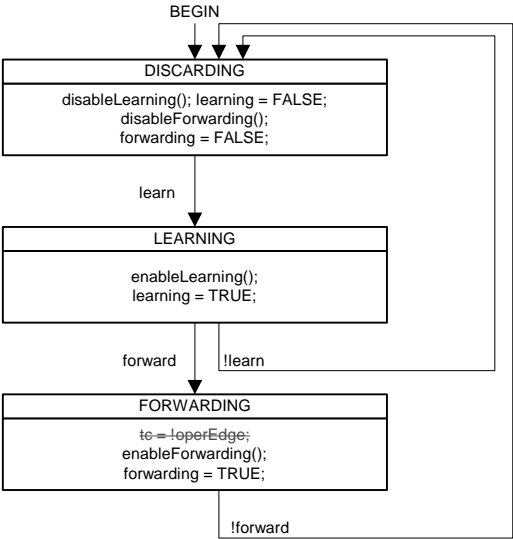 BEGIN
DISCARDING
disableLearning(); learning = FALSE;
disableForwarding();
forwarding = FALSE;
learn
LEARNING
enableLearning();
learning = TRUE;
forward
!learn
FORWARDING
tc = !operEdge;
enableForwarding();
forwarding = TRUE;
!forward